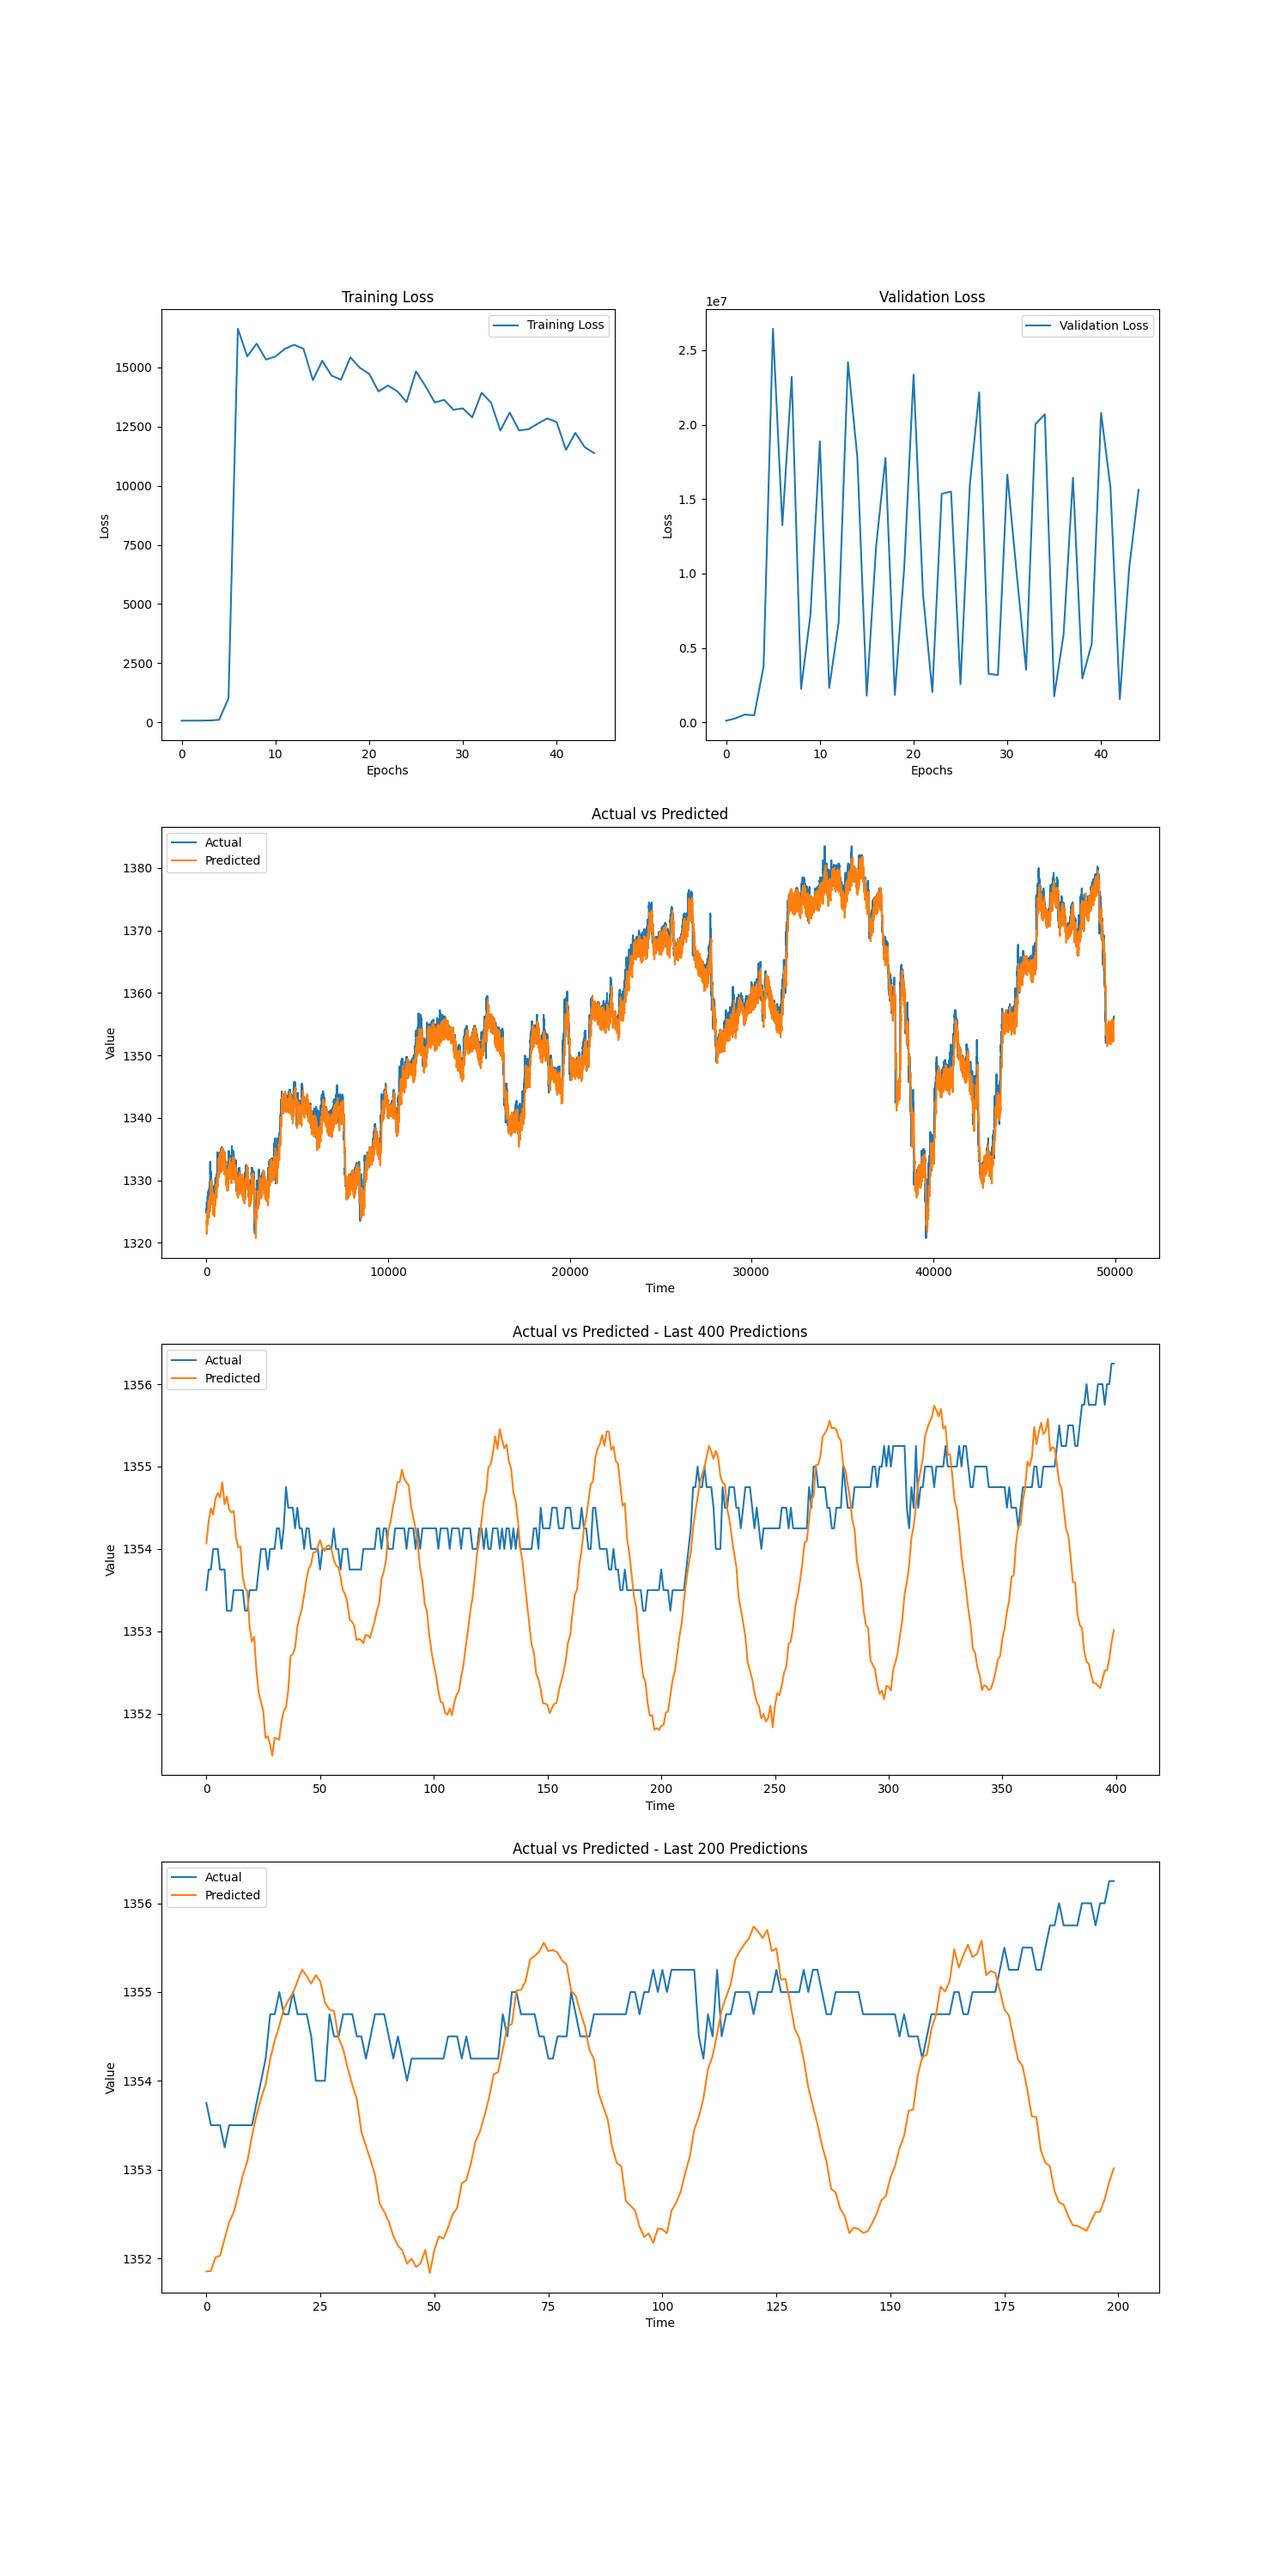 Training Loss
Training Loss
15000
12500
10000
7500
5000
2500
0
Loss
0 10 20 30 40
Epochs
Validation Loss
1e7
Validation Loss
2.5
2.0
1.5
1.0
0.5
0.0
Loss
0 10 20 30 40
Epochs
Actual vs Predicted
Actual
Predicted
1380
1370
1360
1350
1340
1330
1320
Value
0 10000 20000 30000 40000 50000
Time
Actual vs Predicted - Last 400 Predictions
Actual
Predicted
1356
1355
1354
1353
1352
Value
0 50 100 150 200 250 300 350 400
Time
Actual vs Predicted - Last 200 Predictions
Actual
Predicted
1356
1355
1354
1353
1352
Value
0 25 50 75 100 125 150 175 200
Time